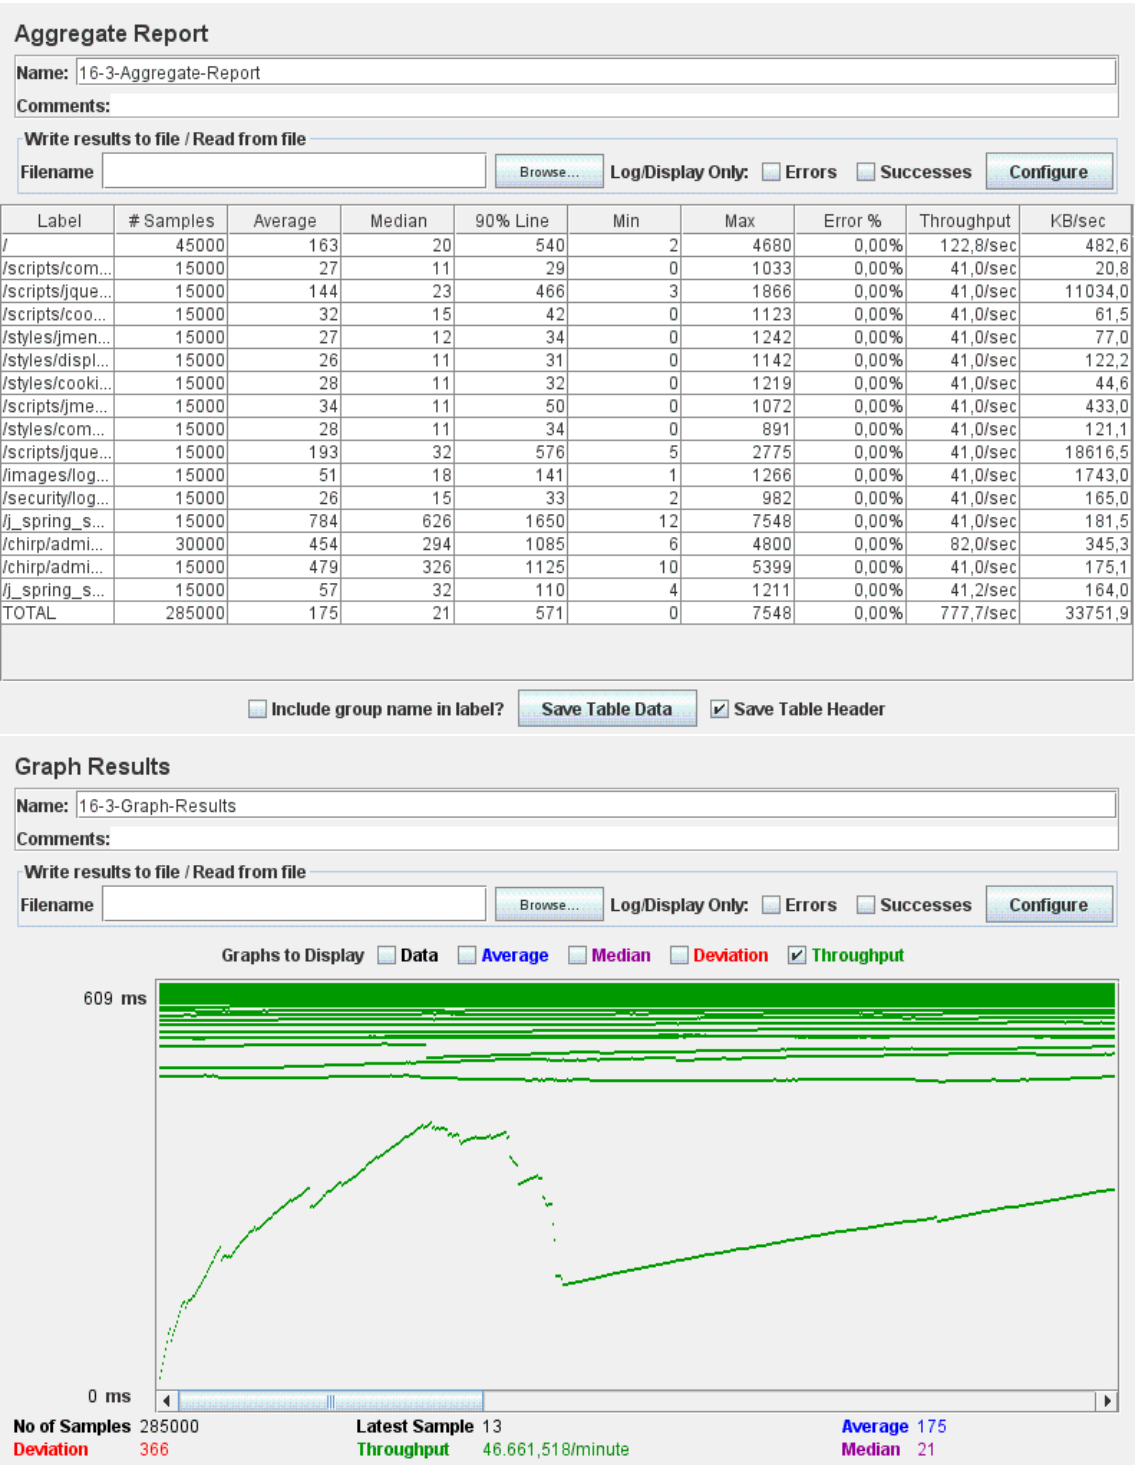 Aggregate Report
Name: 16-3-Aggregate-Report
Comments:
Write results to file / Read from file
Filename Browse... Log/Display Only: Errors Successes Configure
Label # Samples Average Median 90% Line Min Max Error % Throughput KB/sec
/ 45000 163 20 540 2 4680 0,00% 122,8/sec 482,6
/scripts/com... 15000 27 11 29 0 1033 0,00% 41,0/sec 20,8
/scripts/jque... 15000 144 23 466 3 1866 0,00% 41,0/sec 11034,0
/scripts/coo... 15000 32 15 42 0 1123 0,00% 41,0/sec 61,5
/styles/jmen... 15000 27 12 34 0 1242 0,00% 41,0/sec 77,0
/styles/displ... 15000 26 11 31 0 1142 0,00% 41,0/sec 122,2
/styles/cooki... 15000 28 11 32 0 1219 0,00% 41,0/sec 44,6
/scripts/jme... 15000 34 11 50 0 1072 0,00% 41,0/sec 433,0
/styles/com... 15000 28 11 34 0 891 0,00% 41,0/sec 121,1
/scripts/jque... 15000 193 32 576 5 2775 0,00% 41,0/sec 18616,5
/images/log... 15000 51 18 141 1 1266 0,00% 41,0/sec 1743,0
/security/log... 15000 26 15 33 2 982 0,00% 41,0/sec 165,0
/j_spring_s... 15000 784 626 1650 12 7548 0,00% 41,0/sec 181,5
/chirp/admi... 30000 454 294 1085 6 4800 0,00% 82,0/sec 345,3
/chirp/admi... 15000 479 326 1125 10 5399 0,00% 41,0/sec 175,1
/j_spring_s... 15000 57 32 110 4 1211 0,00% 41,2/sec 164,0
TOTAL 285000 175 21 571 0 7548 0,00% 777,7/sec 33751,9
Include group name in label? Save Table Data Save Table Header
Graph Results
Name: 16-3-Graph-Results
Comments:
Write results to file / Read from file
Filename Browse... Log/Display Only: Errors Successes Configure
Graphs to Display Data Average Median Deviation Throughput
609 ms
0 ms
No of Samples 285000 Latest Sample 13 Average 175
Deviation 366 Throughput 46.661,518/minute Median 21